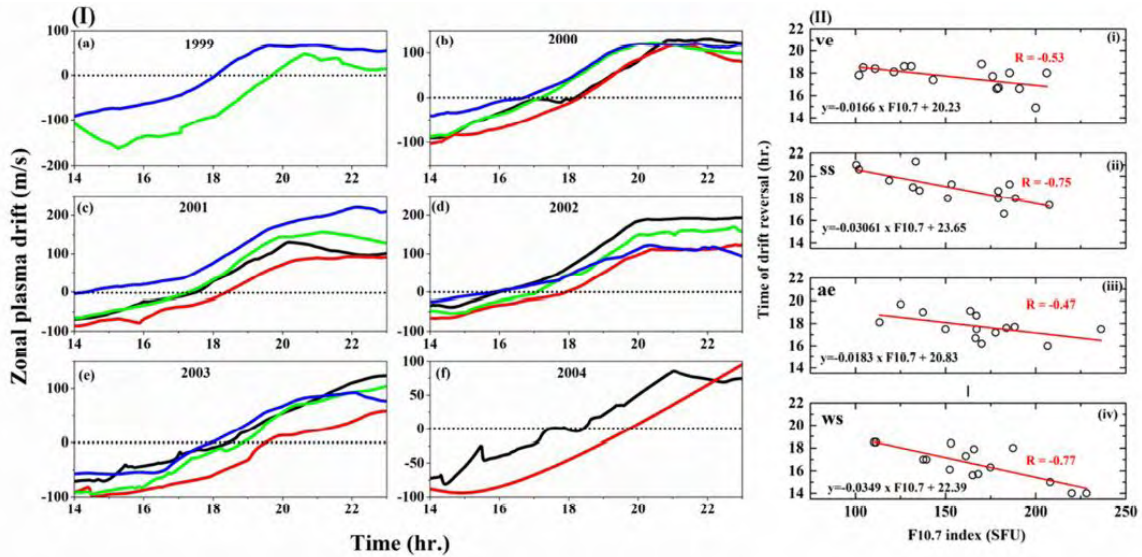 (I)
Zonal plasma drift (m/s)
(a)
1999
100
0
-100
-200
14 16 18 20 22
(b)
2000
100
0
-100
14 16 18 20 22
(c)
2001
200
100
0
-100
14 16 18 20 22
(d)
2002
200
100
0
-100
14 16 18 20 22
(e)
2003
100
0
-100
14 16 18 20 22
(f)
2004
100
50
0
-50
-100
14 16 18 20 22
Time (hr.)
(II)
Time of drift reversal (hr.)
ve
(i)
R = -0.53
y=-0.0166 x F10.7 + 20.23
22
20
18
16
14
ss
(ii)
R = -0.75
y=-0.03061 x F10.7 + 23.65
22
20
18
16
14
ae
(iii)
R = -0.47
y=-0.0183 x F10.7 + 20.83
22
20
18
16
14
ws
(iv)
R = -0.77
y=-0.0349 x F10.7 + 22.39
22
20
18
16
14
100 150 200 250
F10.7 index (SFU)